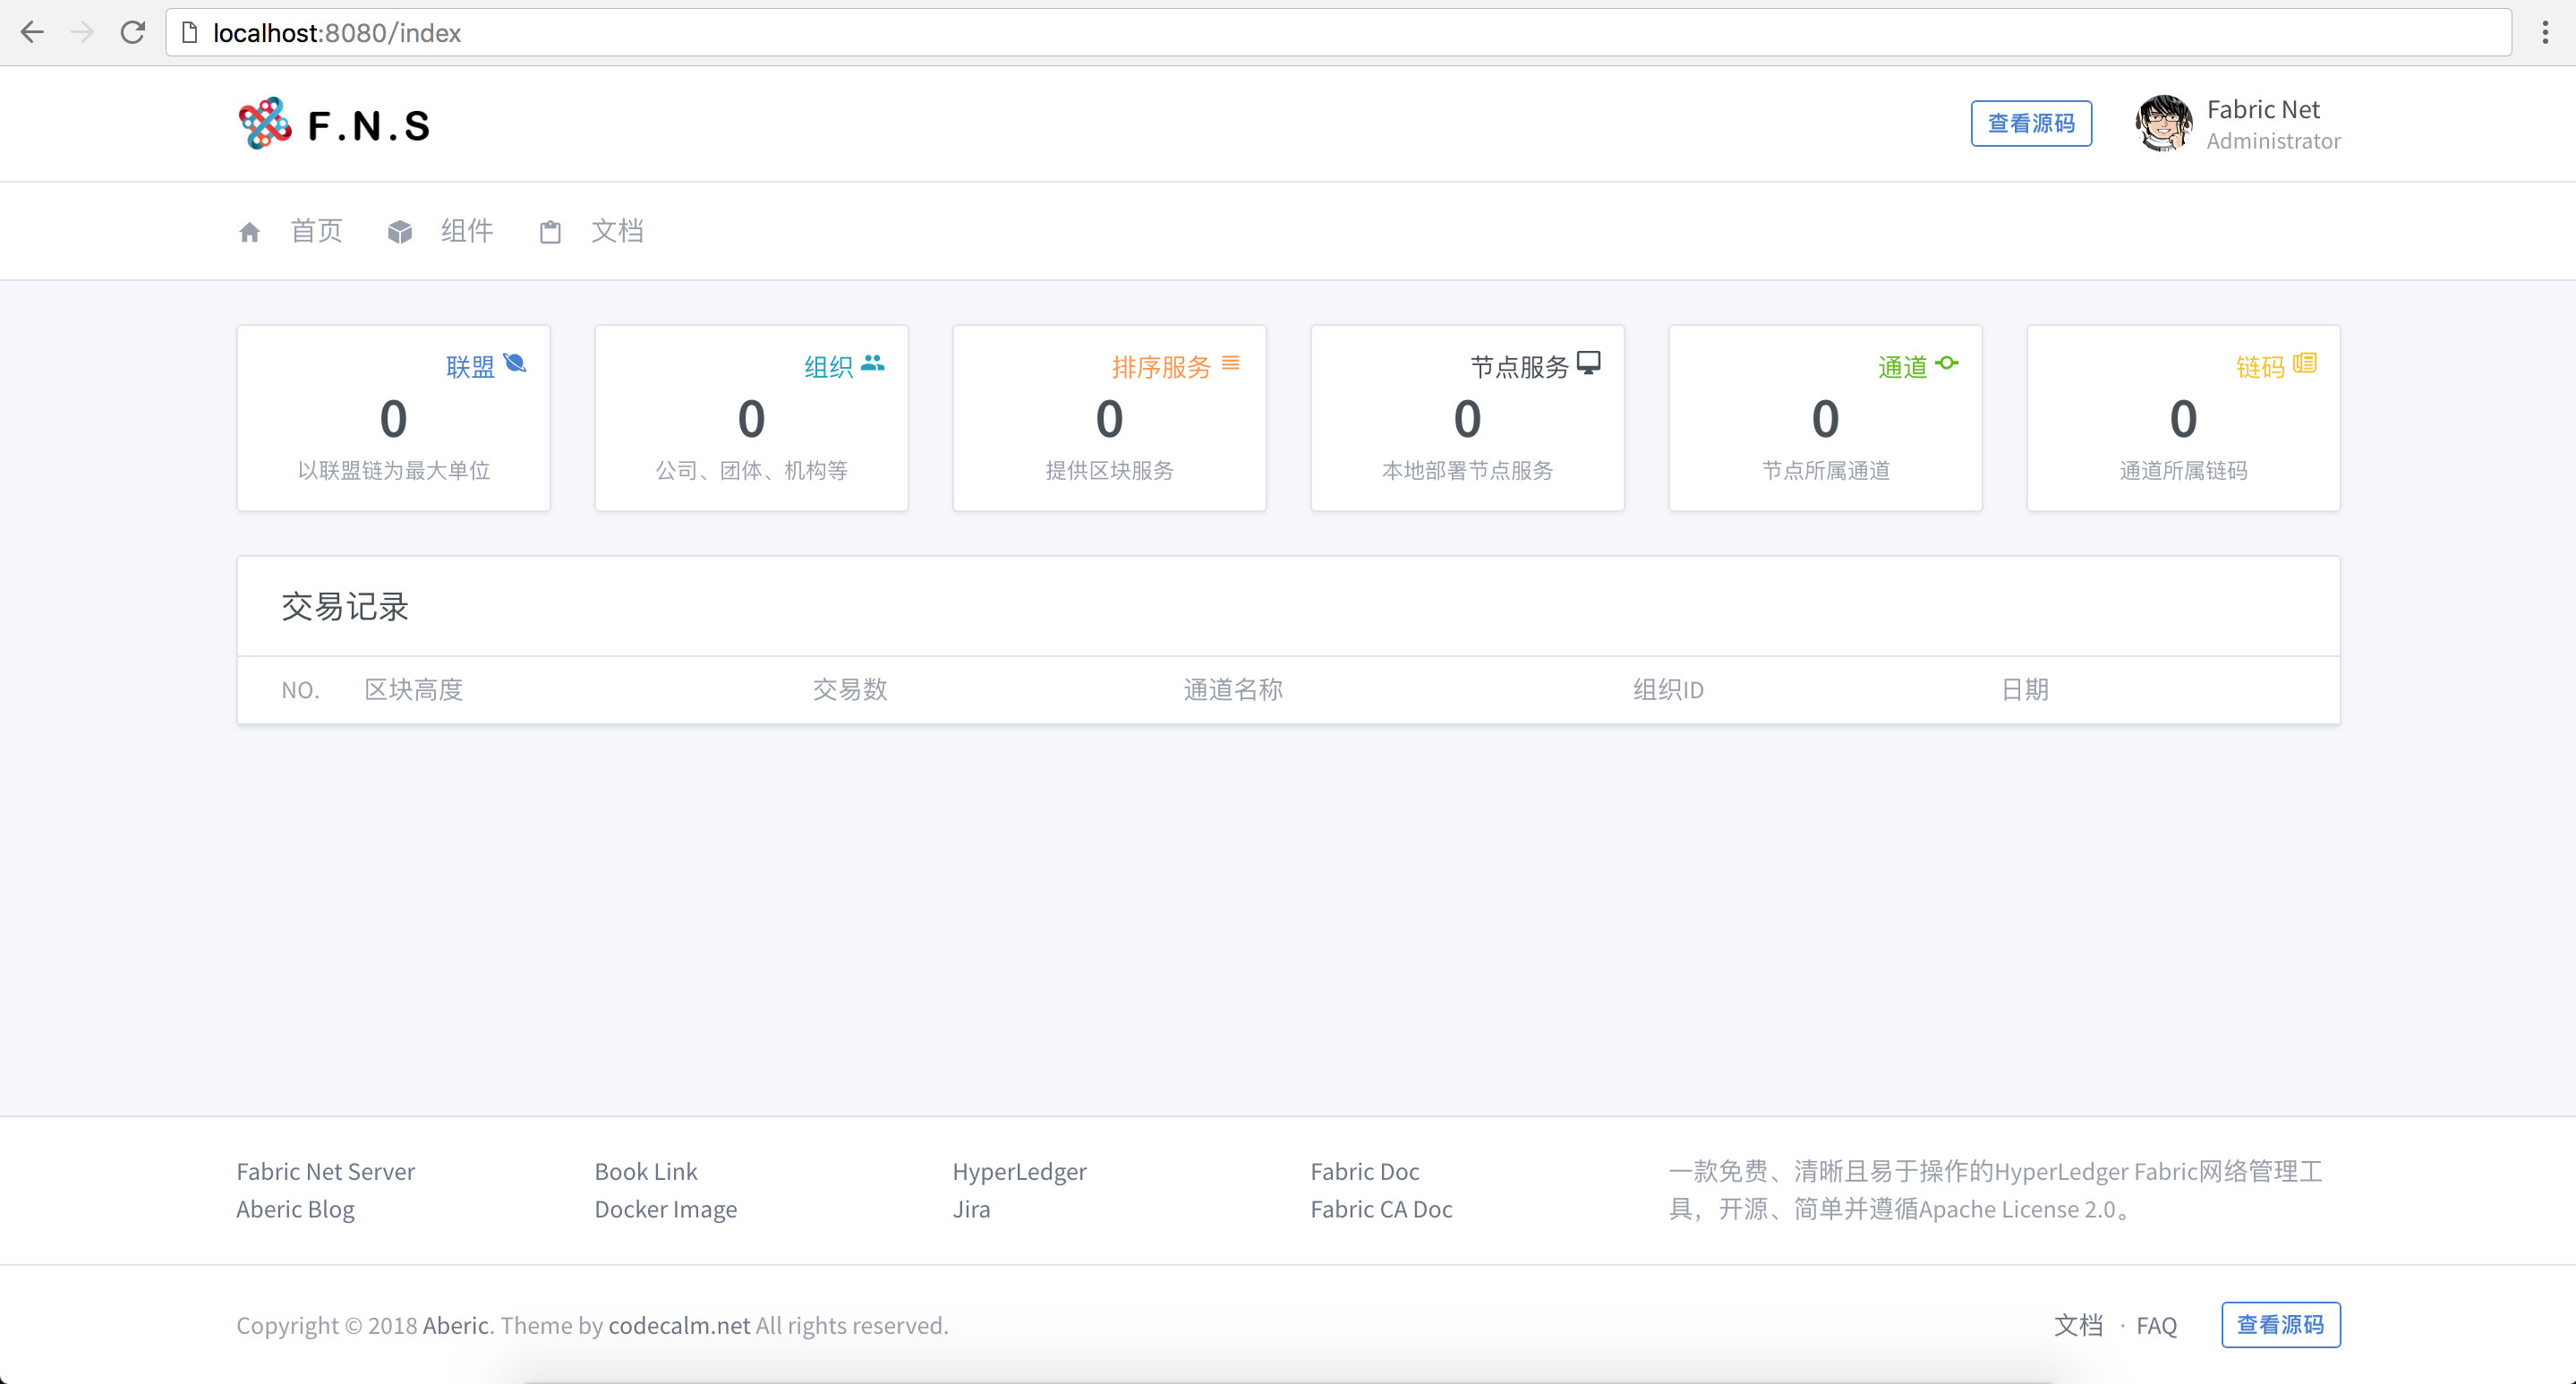 localhost:8080/index
F.N.S
查看源码
Fabric Net
Administrator
首页 组件 文档
联盟
0
以联盟链为最大单位
组织
0
公司、团体、机构等
排序服务
0
提供区块服务
节点服务
0
本地部署节点服务
通道
0
节点所属通道
链码
0
通道所属链码
交易记录
NO. 区块高度 交易数 通道名称 组织ID 日期
Fabric Net Server
Aberic Blog
Book Link
Docker Image
HyperLedger
Jira
Fabric Doc
Fabric CA Doc
一款免费、清晰且易于操作的HyperLedger Fabric网络管理工
具，开源、简单并遵循Apache License 2.0。
Copyright © 2018 Aberic. Theme by codecalm.net All rights reserved.
文档 · FAQ
查看源码